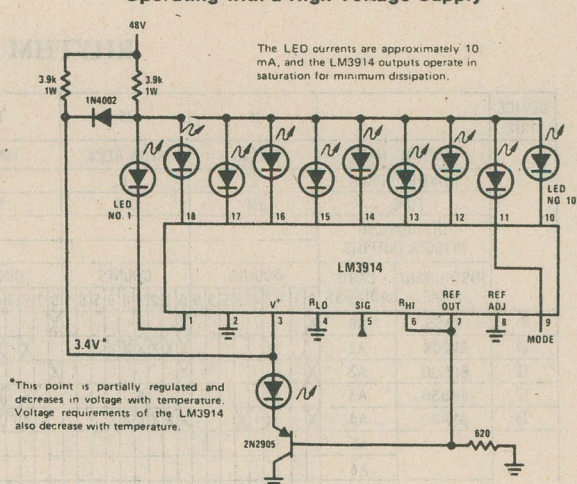 Operating with a High Voltage Supply
48V
The LED currents are approximately 10
mA, and the LM3914 outputs operate in
saturation for minimum dissipation.
3.9k
1W
3.9k
1W
1N4002
LED
NO. 1
LED
NO. 10
18 17 16 15 14 13 12 11 10
LM3914
V+ RLO SIG RHI REF OUT REF ADJ
1 2 3 4 5 6 7 8 9
MODE
3.4V*
*This point is partially regulated and
decreases in voltage with temperature.
Voltage requirements of the LM3914
also decrease with temperature.
2N2905
620